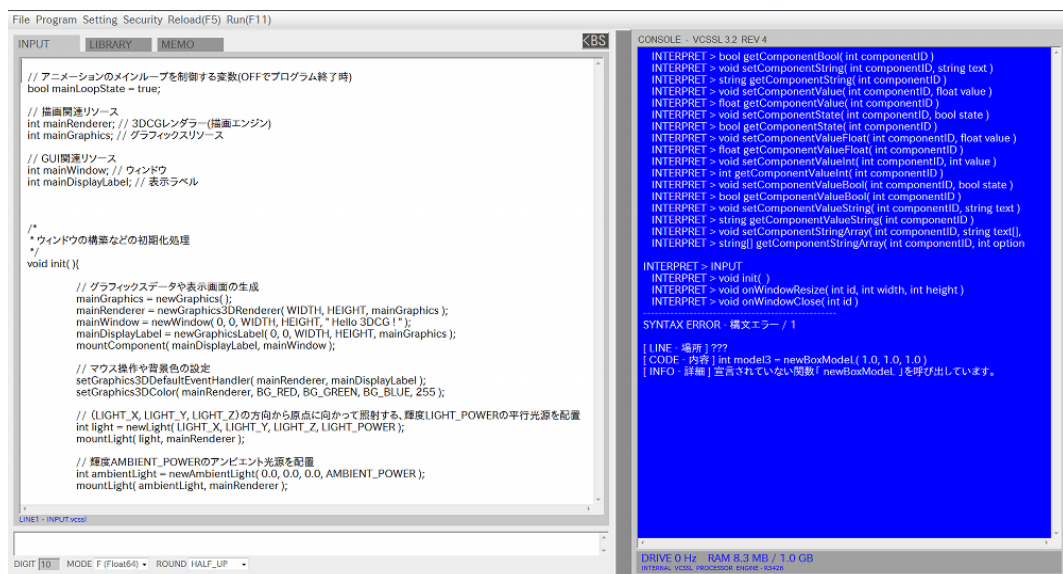 File Program Setting Security Reload(F5) Run(F11)
INPUT LIBRARY MEMO <BS
// アニメーションのメインループを制御する変数(OFFでプログラム終了時)
bool mainLoopState = true;
// 描画関連リソース
int mainRenderer; // 3DCGレンダラー(描画エンジン)
int mainGraphics; // グラフィックスリソース
// GUI関連リソース
int mainWindow; // ウィンドウ
int mainDisplayLabel; // 表示ラベル
/*
* ウィンドウの構築などの初期化処理
*/
void init( ){
// グラフィックスデータや表示画面の生成
mainGraphics = newGraphics( );
mainRenderer = newGraphics3DRenderer( WIDTH, HEIGHT, mainGraphics );
mainWindow = newWindow( 0, 0, WIDTH, HEIGHT, " Hello 3DCG ! " );
mainDisplayLabel = newGraphicsLabel( 0, 0, WIDTH, HEIGHT, mainGraphics );
mountComponent( mainDisplayLabel, mainWindow );
// マウス操作や背景色の設定
setGraphics3DDefaultEventHandler( mainRenderer, mainDisplayLabel );
setGraphics3DColor( mainRenderer, BG_RED, BG_GREEN, BG_BLUE, 255 );
// （LIGHT_X, LIGHT_Y, LIGHT_Z）の方向から原点に向かって照射する、輝度LIGHT_POWERの平行光源を配置
int light = newLight( LIGHT_X, LIGHT_Y, LIGHT_Z, LIGHT_POWER );
mountLight( light, mainRenderer );
// 輝度AMBIENT_POWERのアンビエント光源を配置
int ambientLight = newAmbientLight( 0.0, 0.0, 0.0, AMBIENT_POWER );
mountLight( ambientLight, mainRenderer );
LINE1 - INPUT.vcssl
DIGIT 10 MODE F (Float64) ROUND HALF_UP
CONSOLE - VCSSL 3.2 REV 4
INTERPRET > bool getComponentBool( int componentID )
INTERPRET > void setComponentString( int componentID, string text )
INTERPRET > string getComponentString( int componentID )
INTERPRET > void setComponentValue( int componentID, float value )
INTERPRET > float getComponentValue( int componentID )
INTERPRET > void setComponentState( int componentID, bool state )
INTERPRET > bool getComponentState( int componentID )
INTERPRET > void setComponentValueFloat( int componentID, float value )
INTERPRET > float getComponentValueFloat( int componentID )
INTERPRET > void setComponentValueInt( int componentID, int value )
INTERPRET > int getComponentValueInt( int componentID )
INTERPRET > void setComponentValueBool( int componentID, bool state )
INTERPRET > bool getComponentValueBool( int componentID )
INTERPRET > void setComponentValueString( int componentID, string text )
INTERPRET > string getComponentValueString( int componentID )
INTERPRET > void setComponentStringArray( int componentID, string text[],
INTERPRET > string[] getComponentStringArray( int componentID, int option
INTERPRET > INPUT
INTERPRET > void init( )
INTERPRET > void onWindowResize( int id, int width, int height )
INTERPRET > void onWindowClose( int id )
--------------------------------------------------
SYNTAX ERROR - 構文エラー / 1
[ LINE - 場所 ] ???
[ CODE - 内容 ] int model3 = newBoxModeL( 1.0, 1.0, 1.0 )
[ INFO - 詳細 ] 宣言されていない関数「 newBoxModeL 」を呼び出しています。
DRIVE 0 Hz RAM 8.3 MB / 1.0 GB
INTERNAL VCSSL PROCESSOR ENGINE - R3426